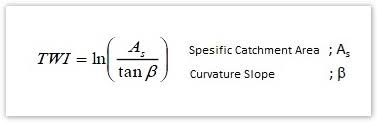 TWI = ln(A_s / tan β)
Spesific Catchment Area ; A_s
Curvature Slope ; β